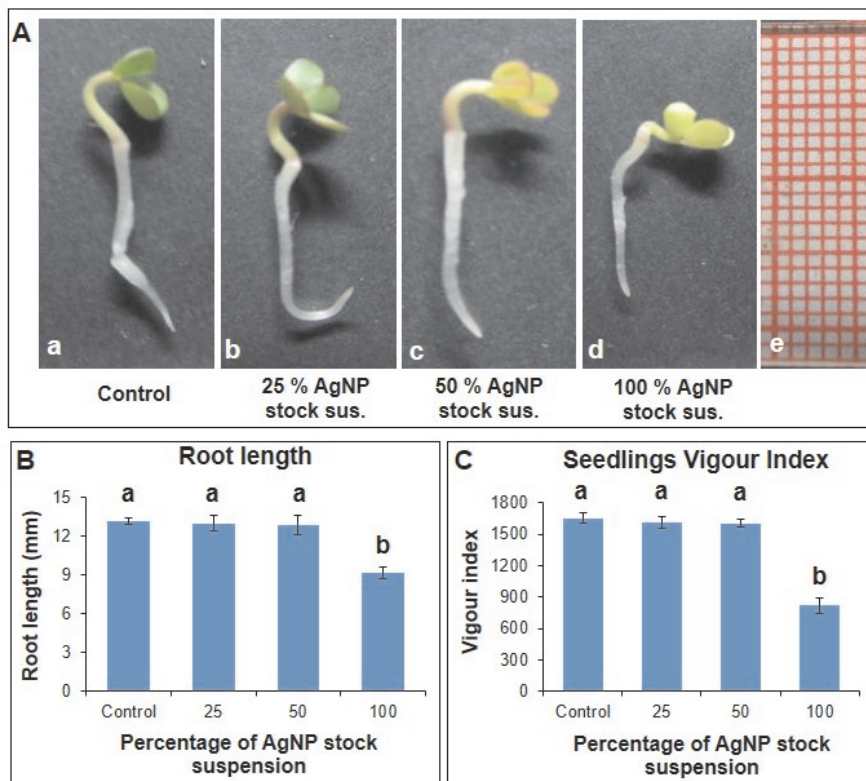 A
a
b
c
d
e
Control
25 % AgNP
stock sus.
50 % AgNP
stock sus.
100 % AgNP
stock sus.
B
Root length
Root length (mm)
15
12
9
6
3
0
a
a
a
b
Control
25
50
100
Percentage of AgNP stock
suspension
C
Seedlings Vigour Index
Vigour index
1800
1500
1200
900
600
300
0
a
a
a
b
Control
25
50
100
Percentage of AgNP stock
suspension